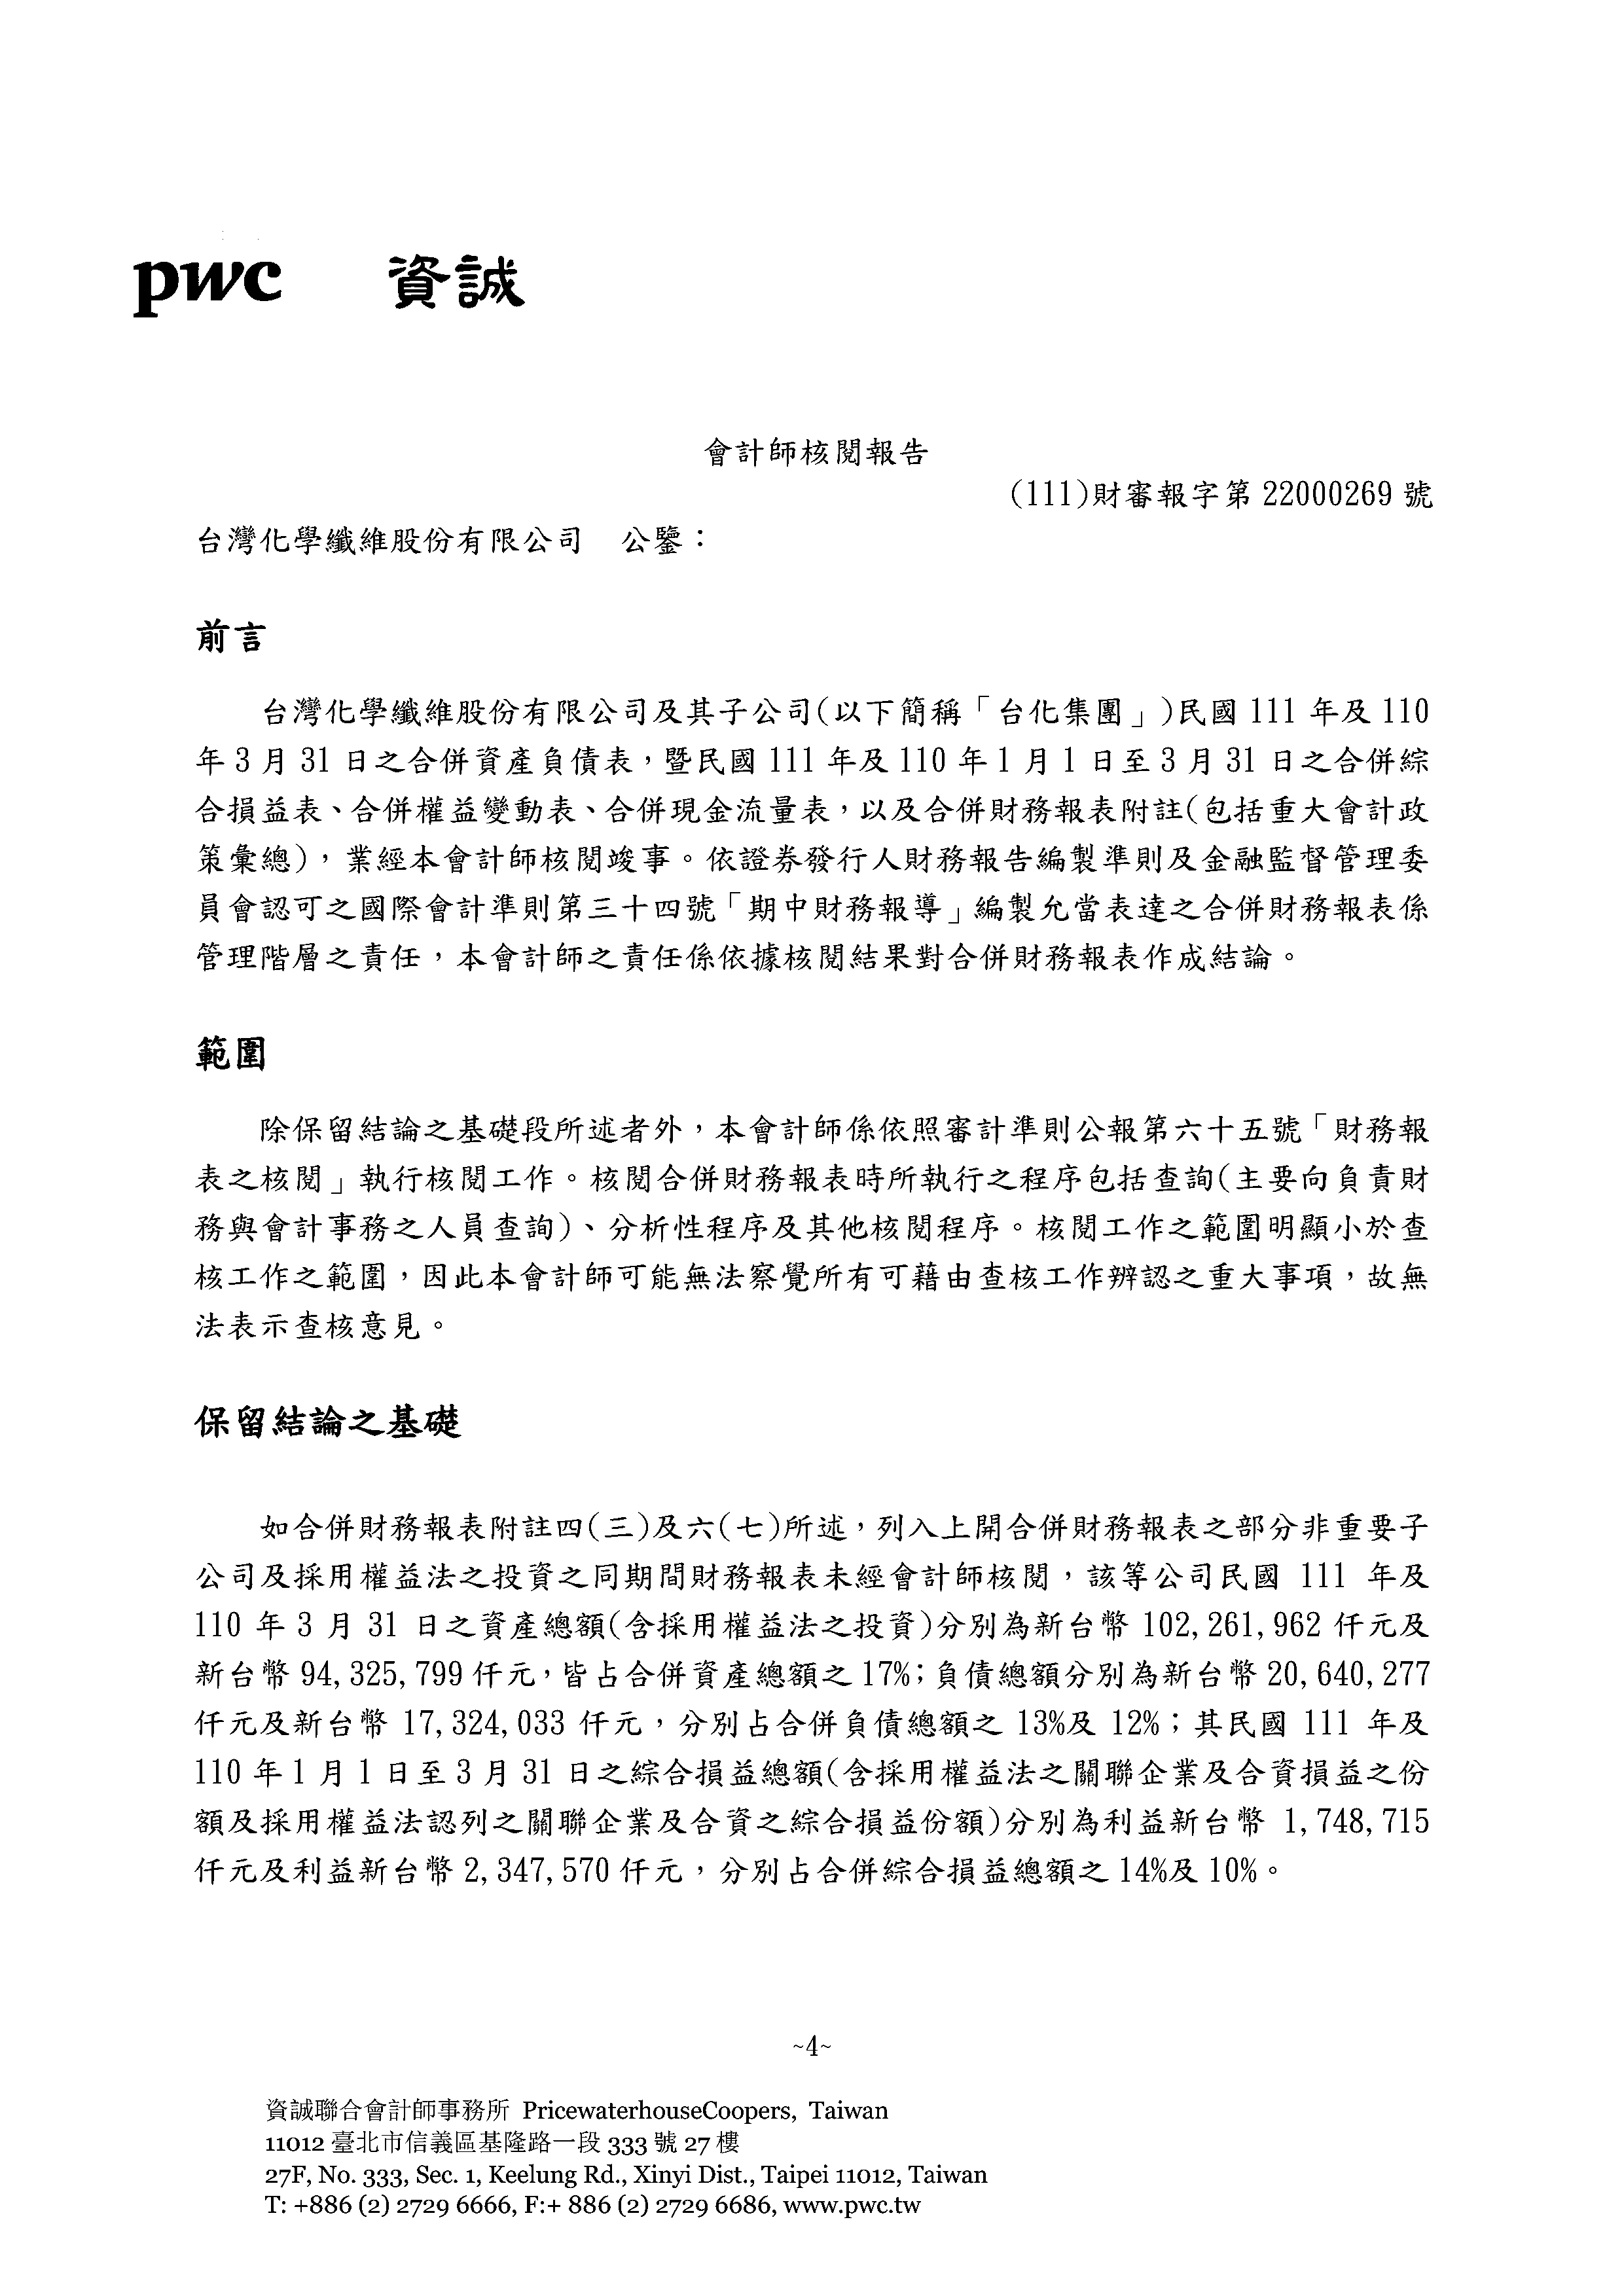 pwc 資誠
會計師核閱報告
(111)財審報字第 22000269 號
台灣化學纖維股份有限公司 公鑒：
前言
台灣化學纖維股份有限公司及其子公司(以下簡稱「台化集團」)民國 111 年及 110
年 3 月 31 日之合併資產負債表，暨民國 111 年及 110 年 1 月 1 日至 3 月 31 日之合併綜
合損益表、合併權益變動表、合併現金流量表，以及合併財務報表附註(包括重大會計政
策彙總)，業經本會計師核閱竣事。依證券發行人財務報告編製準則及金融監督管理委
員會認可之國際會計準則第三十四號「期中財務報導」編製允當表達之合併財務報表係
管理階層之責任，本會計師之責任係依據核閱結果對合併財務報表作成結論。
範圍
除保留結論之基礎段所述者外，本會計師係依照審計準則公報第六十五號「財務報
表之核閱」執行核閱工作。核閱合併財務報表時所執行之程序包括查詢(主要向負責財
務與會計事務之人員查詢)、分析性程序及其他核閱程序。核閱工作之範圍明顯小於查
核工作之範圍，因此本會計師可能無法察覺所有可藉由查核工作辨認之重大事項，故無
法表示查核意見。
保留結論之基礎
如合併財務報表附註四(三)及六(七)所述，列入上開合併財務報表之部分非重要子
公司及採用權益法之投資之同期間財務報表未經會計師核閱，該等公司民國 111 年及
110 年 3 月 31 日之資產總額(含採用權益法之投資)分別為新台幣 102,261,962 仟元及
新台幣 94,325,799 仟元，皆占合併資產總額之 17%；負債總額分別為新台幣 20,640,277
仟元及新台幣 17,324,033 仟元，分別占合併負債總額之 13%及 12%；其民國 111 年及
110 年 1 月 1 日至 3 月 31 日之綜合損益總額(含採用權益法之關聯企業及合資損益之份
額及採用權益法認列之關聯企業及合資之綜合損益份額)分別為利益新台幣 1,748,715
仟元及利益新台幣 2,347,570 仟元，分別占合併綜合損益總額之 14%及 10%。
~4~
資誠聯合會計師事務所 PricewaterhouseCoopers, Taiwan
11012 臺北市信義區基隆路一段 333 號 27 樓
27F, No. 333, Sec. 1, Keelung Rd., Xinyi Dist., Taipei 11012, Taiwan
T: +886 (2) 2729 6666, F:+ 886 (2) 2729 6686, www.pwc.tw